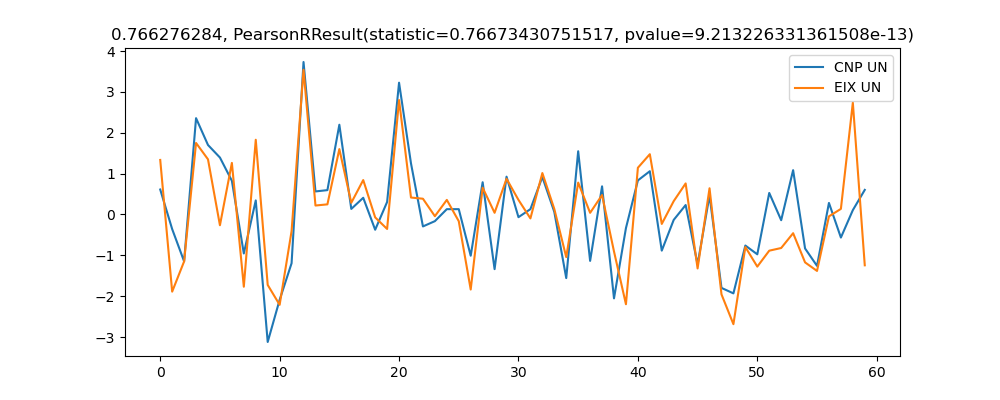 0.766276284, PearsonRResult(statistic=0.76673430751517, pvalue=9.213226331361508e-13)
CNP UN
EIX UN
4
3
2
1
0
−1
−2
−3
0 10 20 30 40 50 60